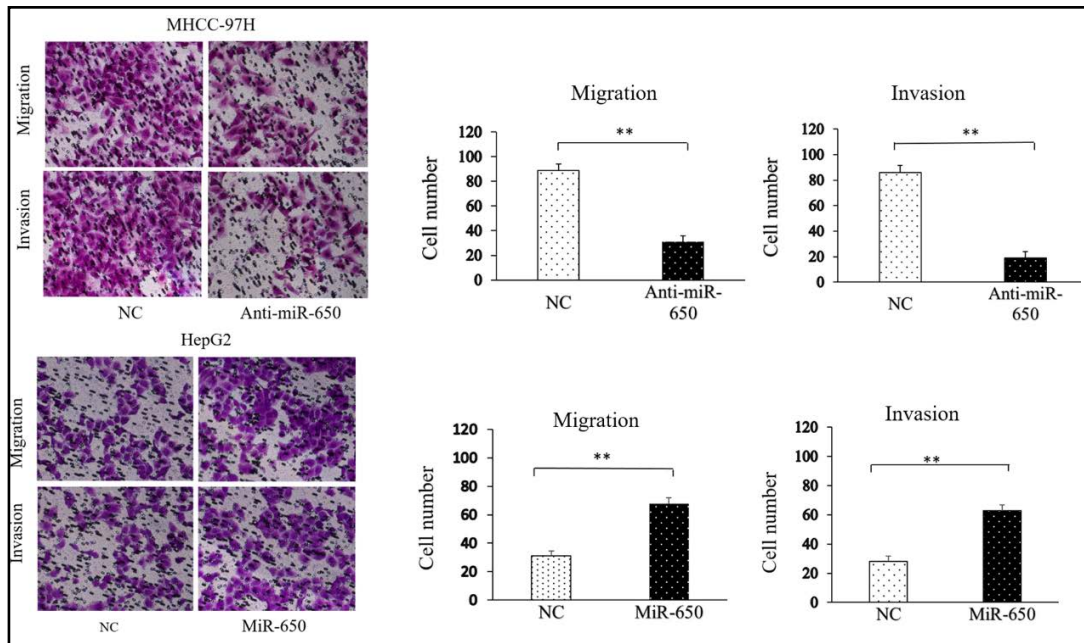 MHCC-97H
Migration
Invasion
NC Anti-miR-650
Migration
**
120
100
80
60
40
20
0
Cell number
NC Anti-miR-
650
Invasion
**
120
100
80
60
40
20
0
Cell number
NC Anti-miR-
650
HepG2
Migration
Invasion
NC MiR-650
Migration
**
120
100
80
60
40
20
0
Cell number
NC MiR-650
Invasion
**
120
100
80
60
40
20
0
Cell number
NC MiR-650